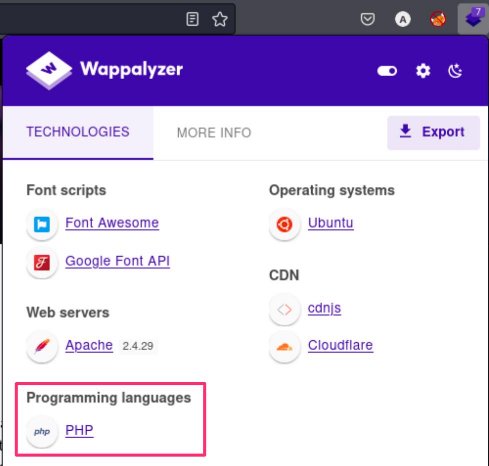 7
A
Wappalyzer
TECHNOLOGIES
MORE INFO
Export
Font scripts
Font Awesome
Google Font API
Web servers
Apache 2.4.29
Programming languages
php PHP
Operating systems
Ubuntu
CDN
cdnjs
Cloudflare